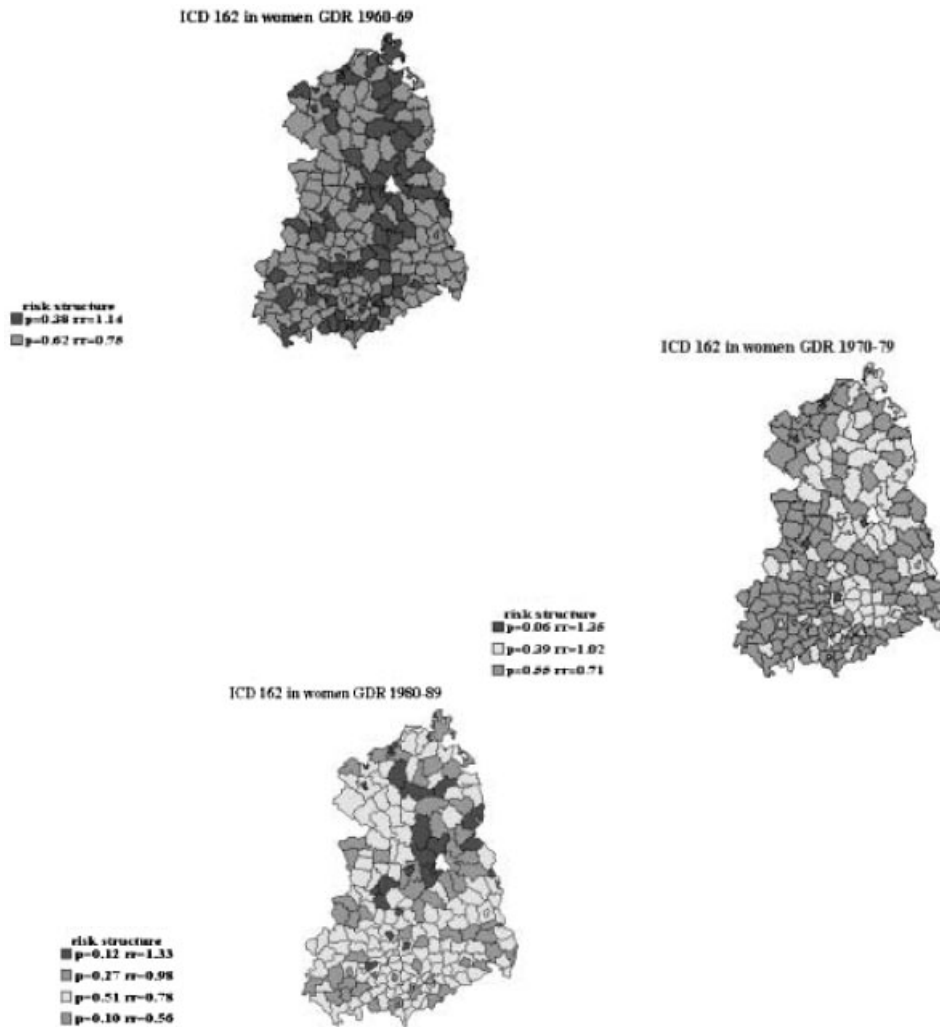 ICD 162 in women GDR 1960-69
risk structure
p=0.38 rr=1.14
p=0.62 rr=0.78
ICD 162 in women GDR 1970-79
risk structure
p=0.06 rr=1.35
p=0.39 rr=1.02
p=0.55 rr=0.71
ICD 162 in women GDR 1980-89
risk structure
p=0.12 rr=1.33
p=0.27 rr=0.98
p=0.51 rr=0.78
p=0.10 rr=0.56